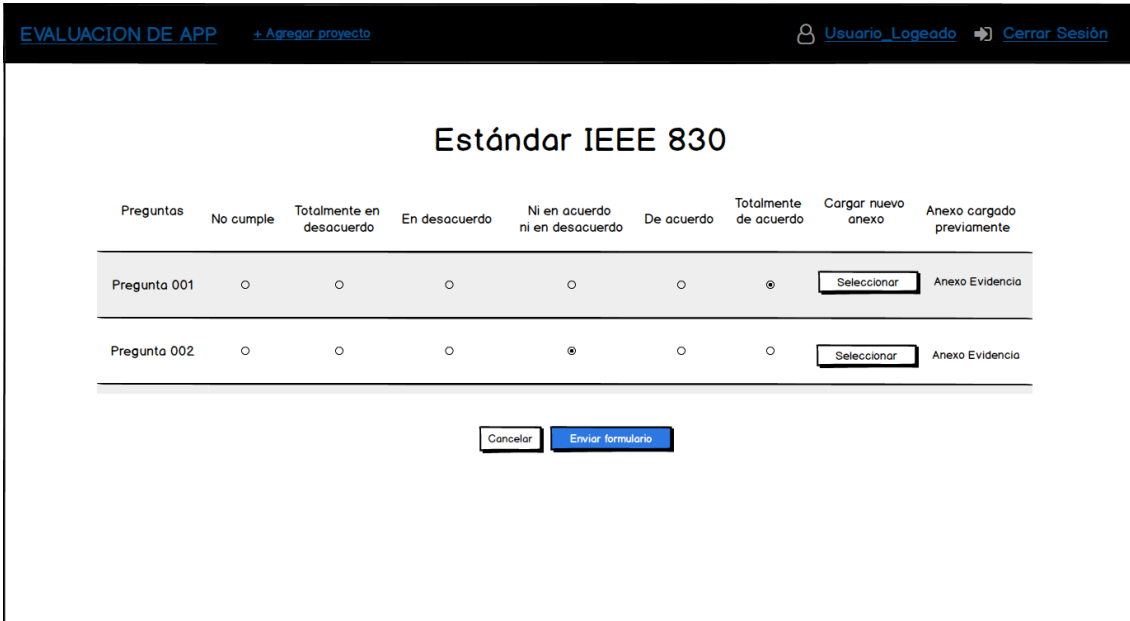 EVALUACION DE APP + Agregar proyecto Usuario_Logeado Cerrar Sesión
Estándar IEEE 830
Preguntas
No cumple
Totalmente en
desacuerdo
En desacuerdo
Ni en acuerdo
ni en desacuerdo
De acuerdo
Totalmente
de acuerdo
Cargar nuevo
anexo
Anexo cargado
previamente
Pregunta 001 Seleccionar Anexo Evidencia
Pregunta 002 Seleccionar Anexo Evidencia
Cancelar Enviar formulario